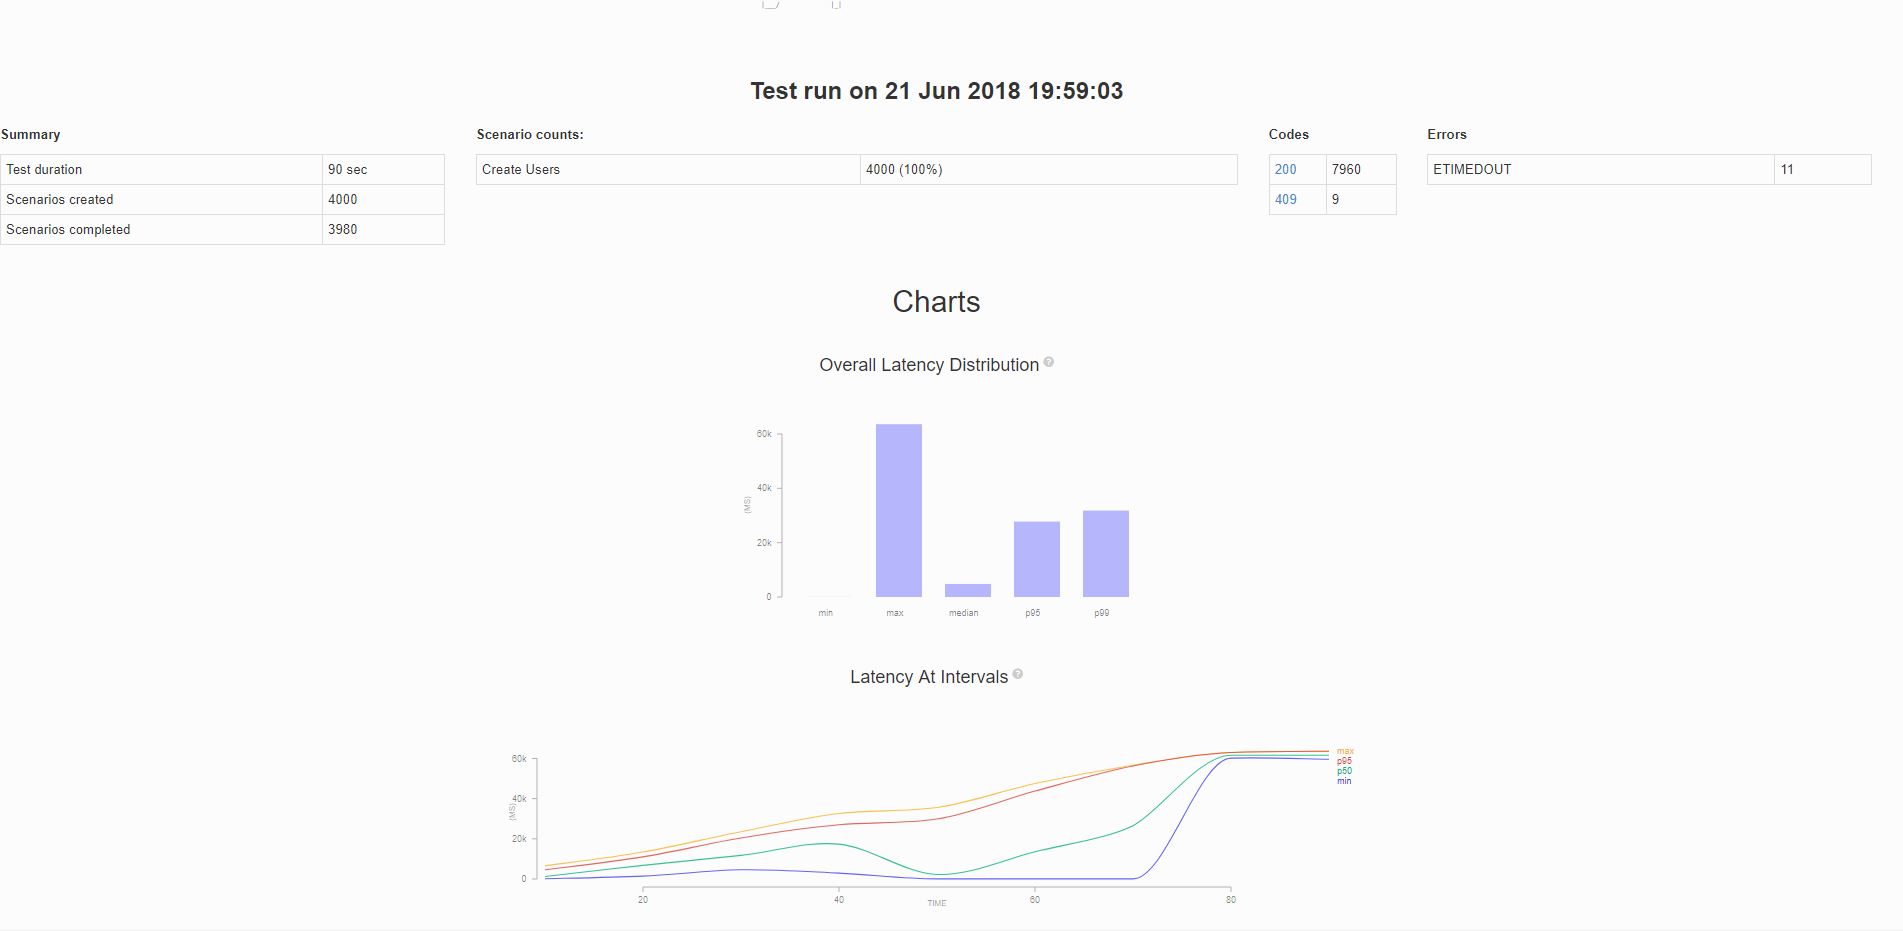 Test run on 21 Jun 2018 19:59:03
Summary
Test duration 90 sec
Scenarios created 4000
Scenarios completed 3980
Scenario counts:
Create Users 4000 (100%)
Codes
200 7960
409 9
Errors
ETIMEDOUT 11
Charts
Overall Latency Distribution ?
60k
40k
20k
0
(MS)
min max median p95 p99
Latency At Intervals ?
60k
40k
20k
0
(MS)
max
p95
p50
min
20 40 60 80
TIME